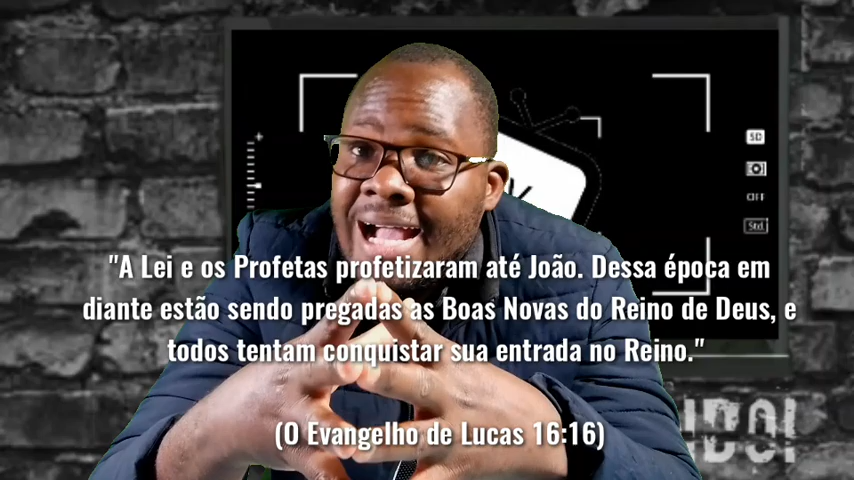 SD
OFF
Std.
"A Lei e os Profetas profetizaram até João. Dessa época em
diante estão sendo pregadas as Boas Novas do Reino de Deus, e
todos tentam conquistar sua entrada no Reino."
(O Evangelho de Lucas 16:16)